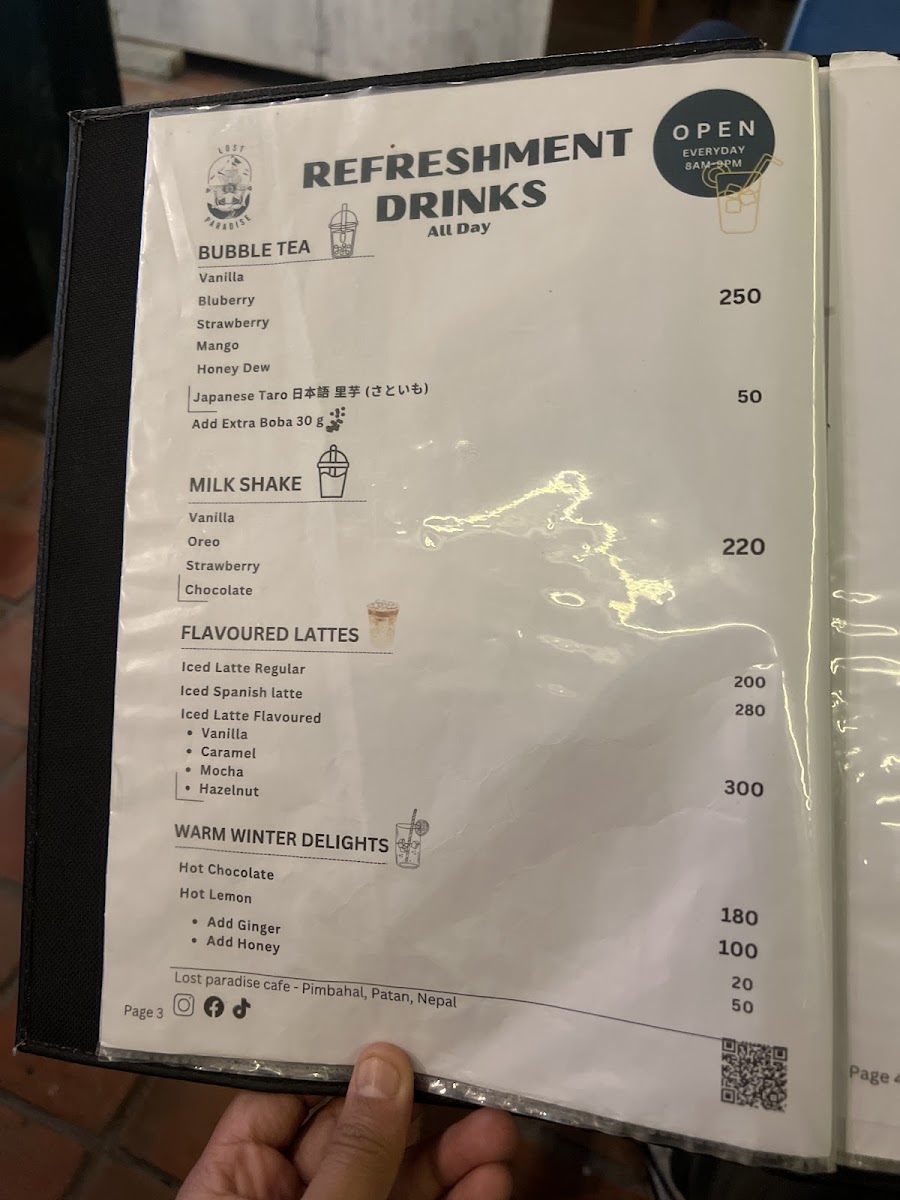 LOST
PARADISE
REFRESHMENT
DRINKS
All Day
OPEN
EVERYDAY
8AM-9PM
BUBBLE TEA
Vanilla
Bluberry
250
Strawberry
Mango
Honey Dew
Japanese Taro 日本語 里芋 (さといも)
50
Add Extra Boba 30 g
MILK SHAKE
Vanilla
Oreo
220
Strawberry
Chocolate
FLAVOURED LATTES
Iced Latte Regular
200
Iced Spanish latte
280
Iced Latte Flavoured
• Vanilla
• Caramel
• Mocha
• Hazelnut
300
WARM WINTER DELIGHTS
Hot Chocolate
180
Hot Lemon
100
• Add Ginger
20
• Add Honey
50
Lost paradise cafe - Pimbahal, Patan, Nepal
Page 3
Page 4